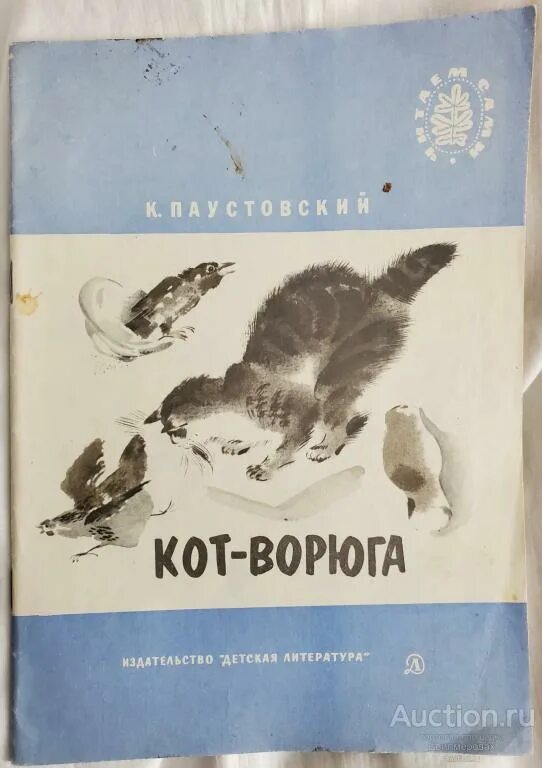 ЧИТАЕМ САМИ
К. ПАУСТОВСКИЙ
КОТ-ВОРЮГА
ИЗДАТЕЛЬСТВО "ДЕТСКАЯ ЛИТЕРАТУРА"
Auction.ru